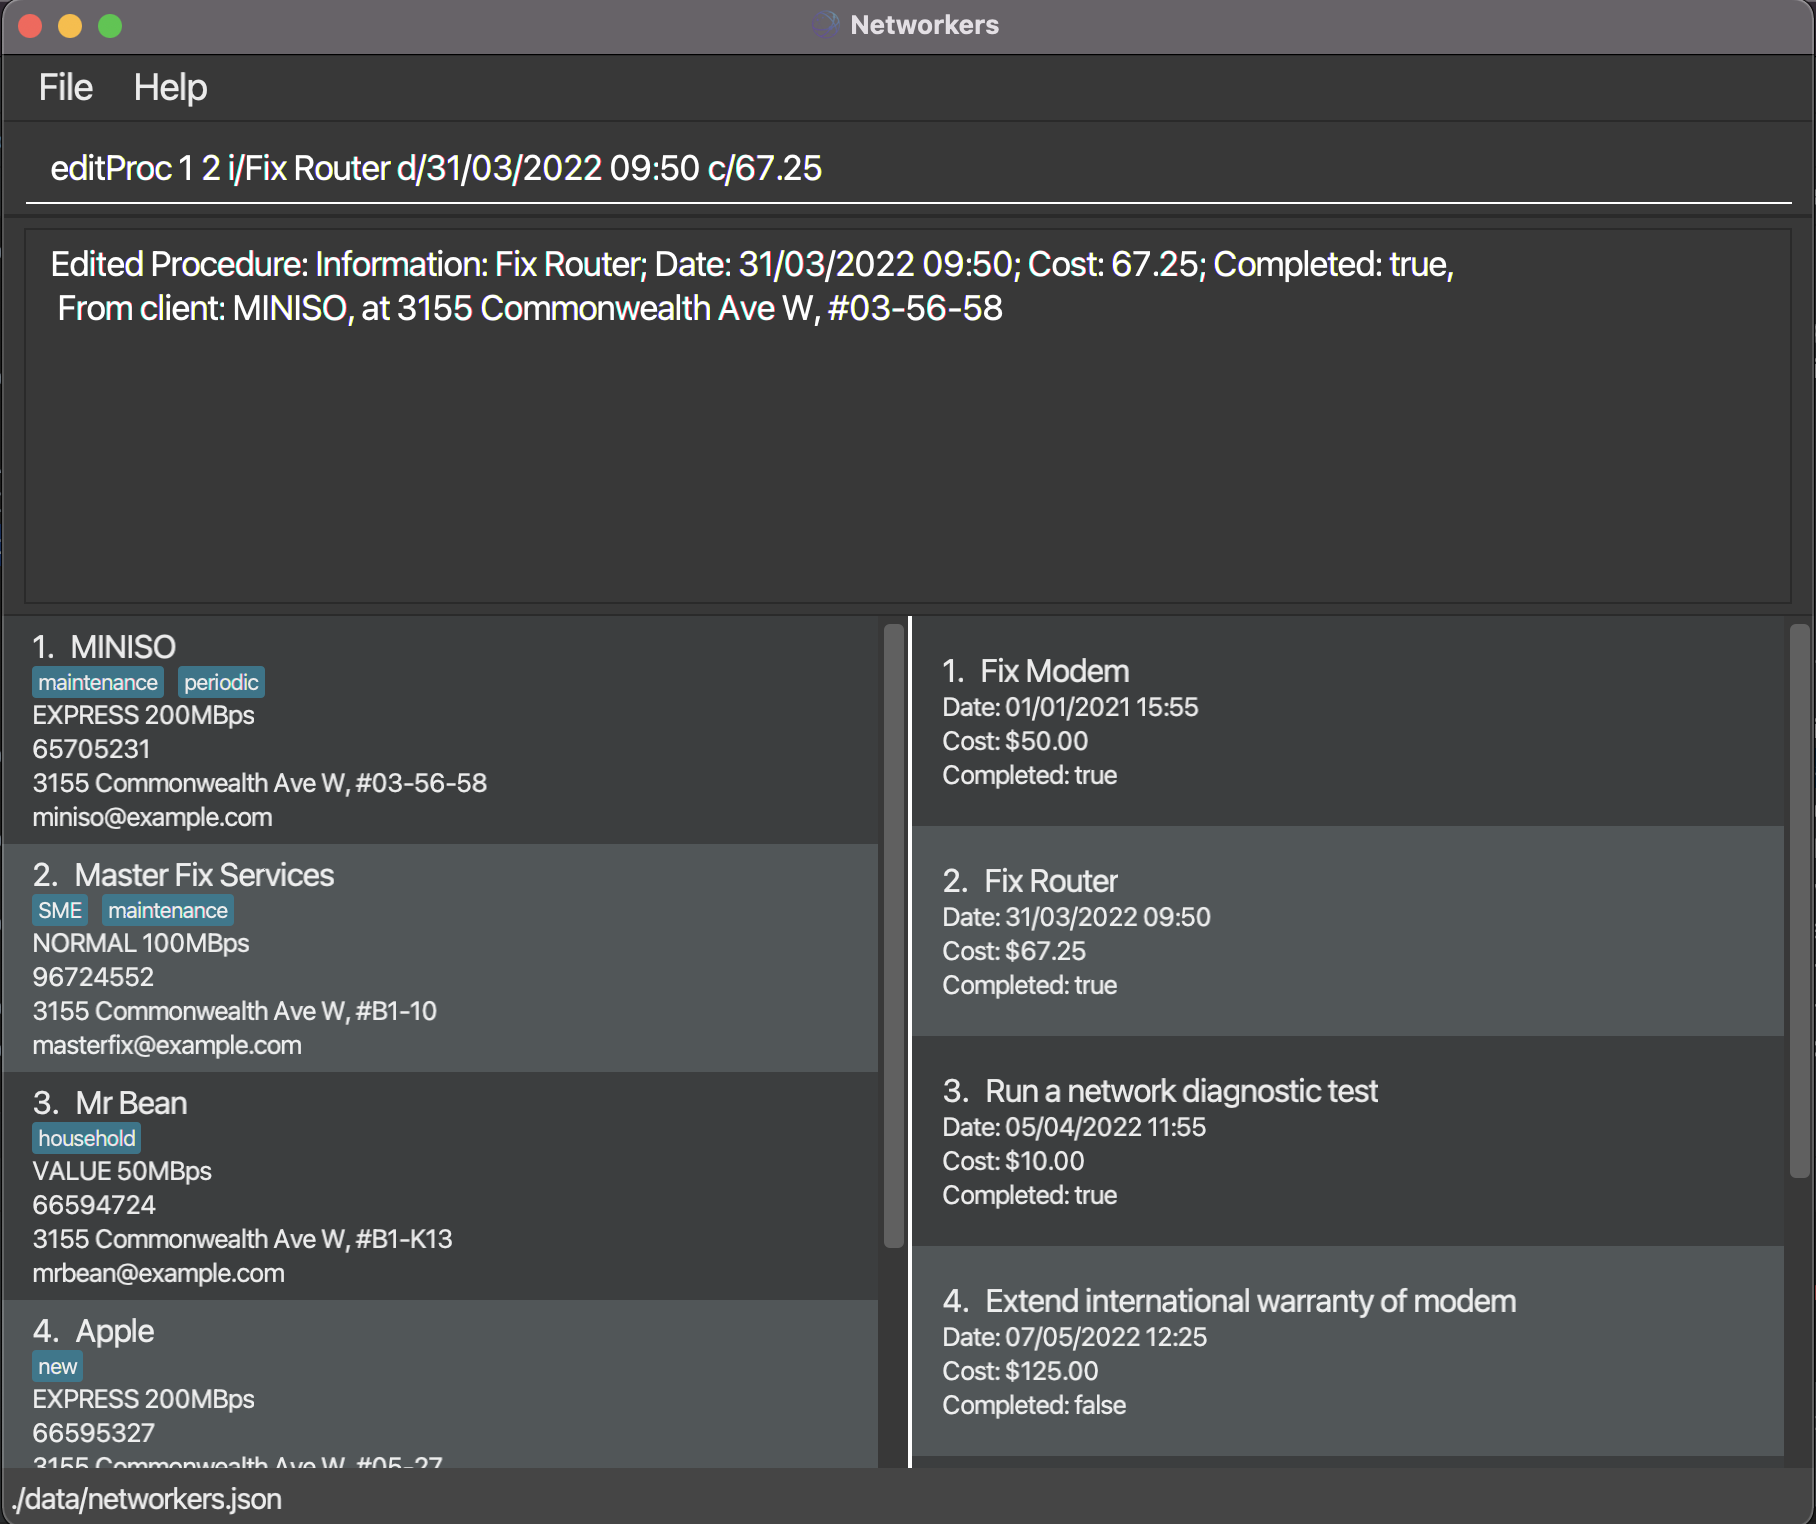 Networkers
File Help
editProc 1 2 i/Fix Router d/31/03/2022 09:50 c/67.25
Edited Procedure: Information: Fix Router; Date: 31/03/2022 09:50; Cost: 67.25; Completed: true,
From client: MINISO, at 3155 Commonwealth Ave W, #03-56-58
1. MINISO
maintenance periodic
EXPRESS 200MBps
65705231
3155 Commonwealth Ave W, #03-56-58
miniso@example.com
2. Master Fix Services
SME maintenance
NORMAL 100MBps
96724552
3155 Commonwealth Ave W, #B1-10
masterfix@example.com
3. Mr Bean
household
VALUE 50MBps
66594724
3155 Commonwealth Ave W, #B1-K13
mrbean@example.com
4. Apple
new
EXPRESS 200MBps
66595327
3155 Commonwealth Ave W, #05-27
1. Fix Modem
Date: 01/01/2021 15:55
Cost: $50.00
Completed: true
2. Fix Router
Date: 31/03/2022 09:50
Cost: $67.25
Completed: true
3. Run a network diagnostic test
Date: 05/04/2022 11:55
Cost: $10.00
Completed: true
4. Extend international warranty of modem
Date: 07/05/2022 12:25
Cost: $125.00
Completed: false
./data/networkers.json